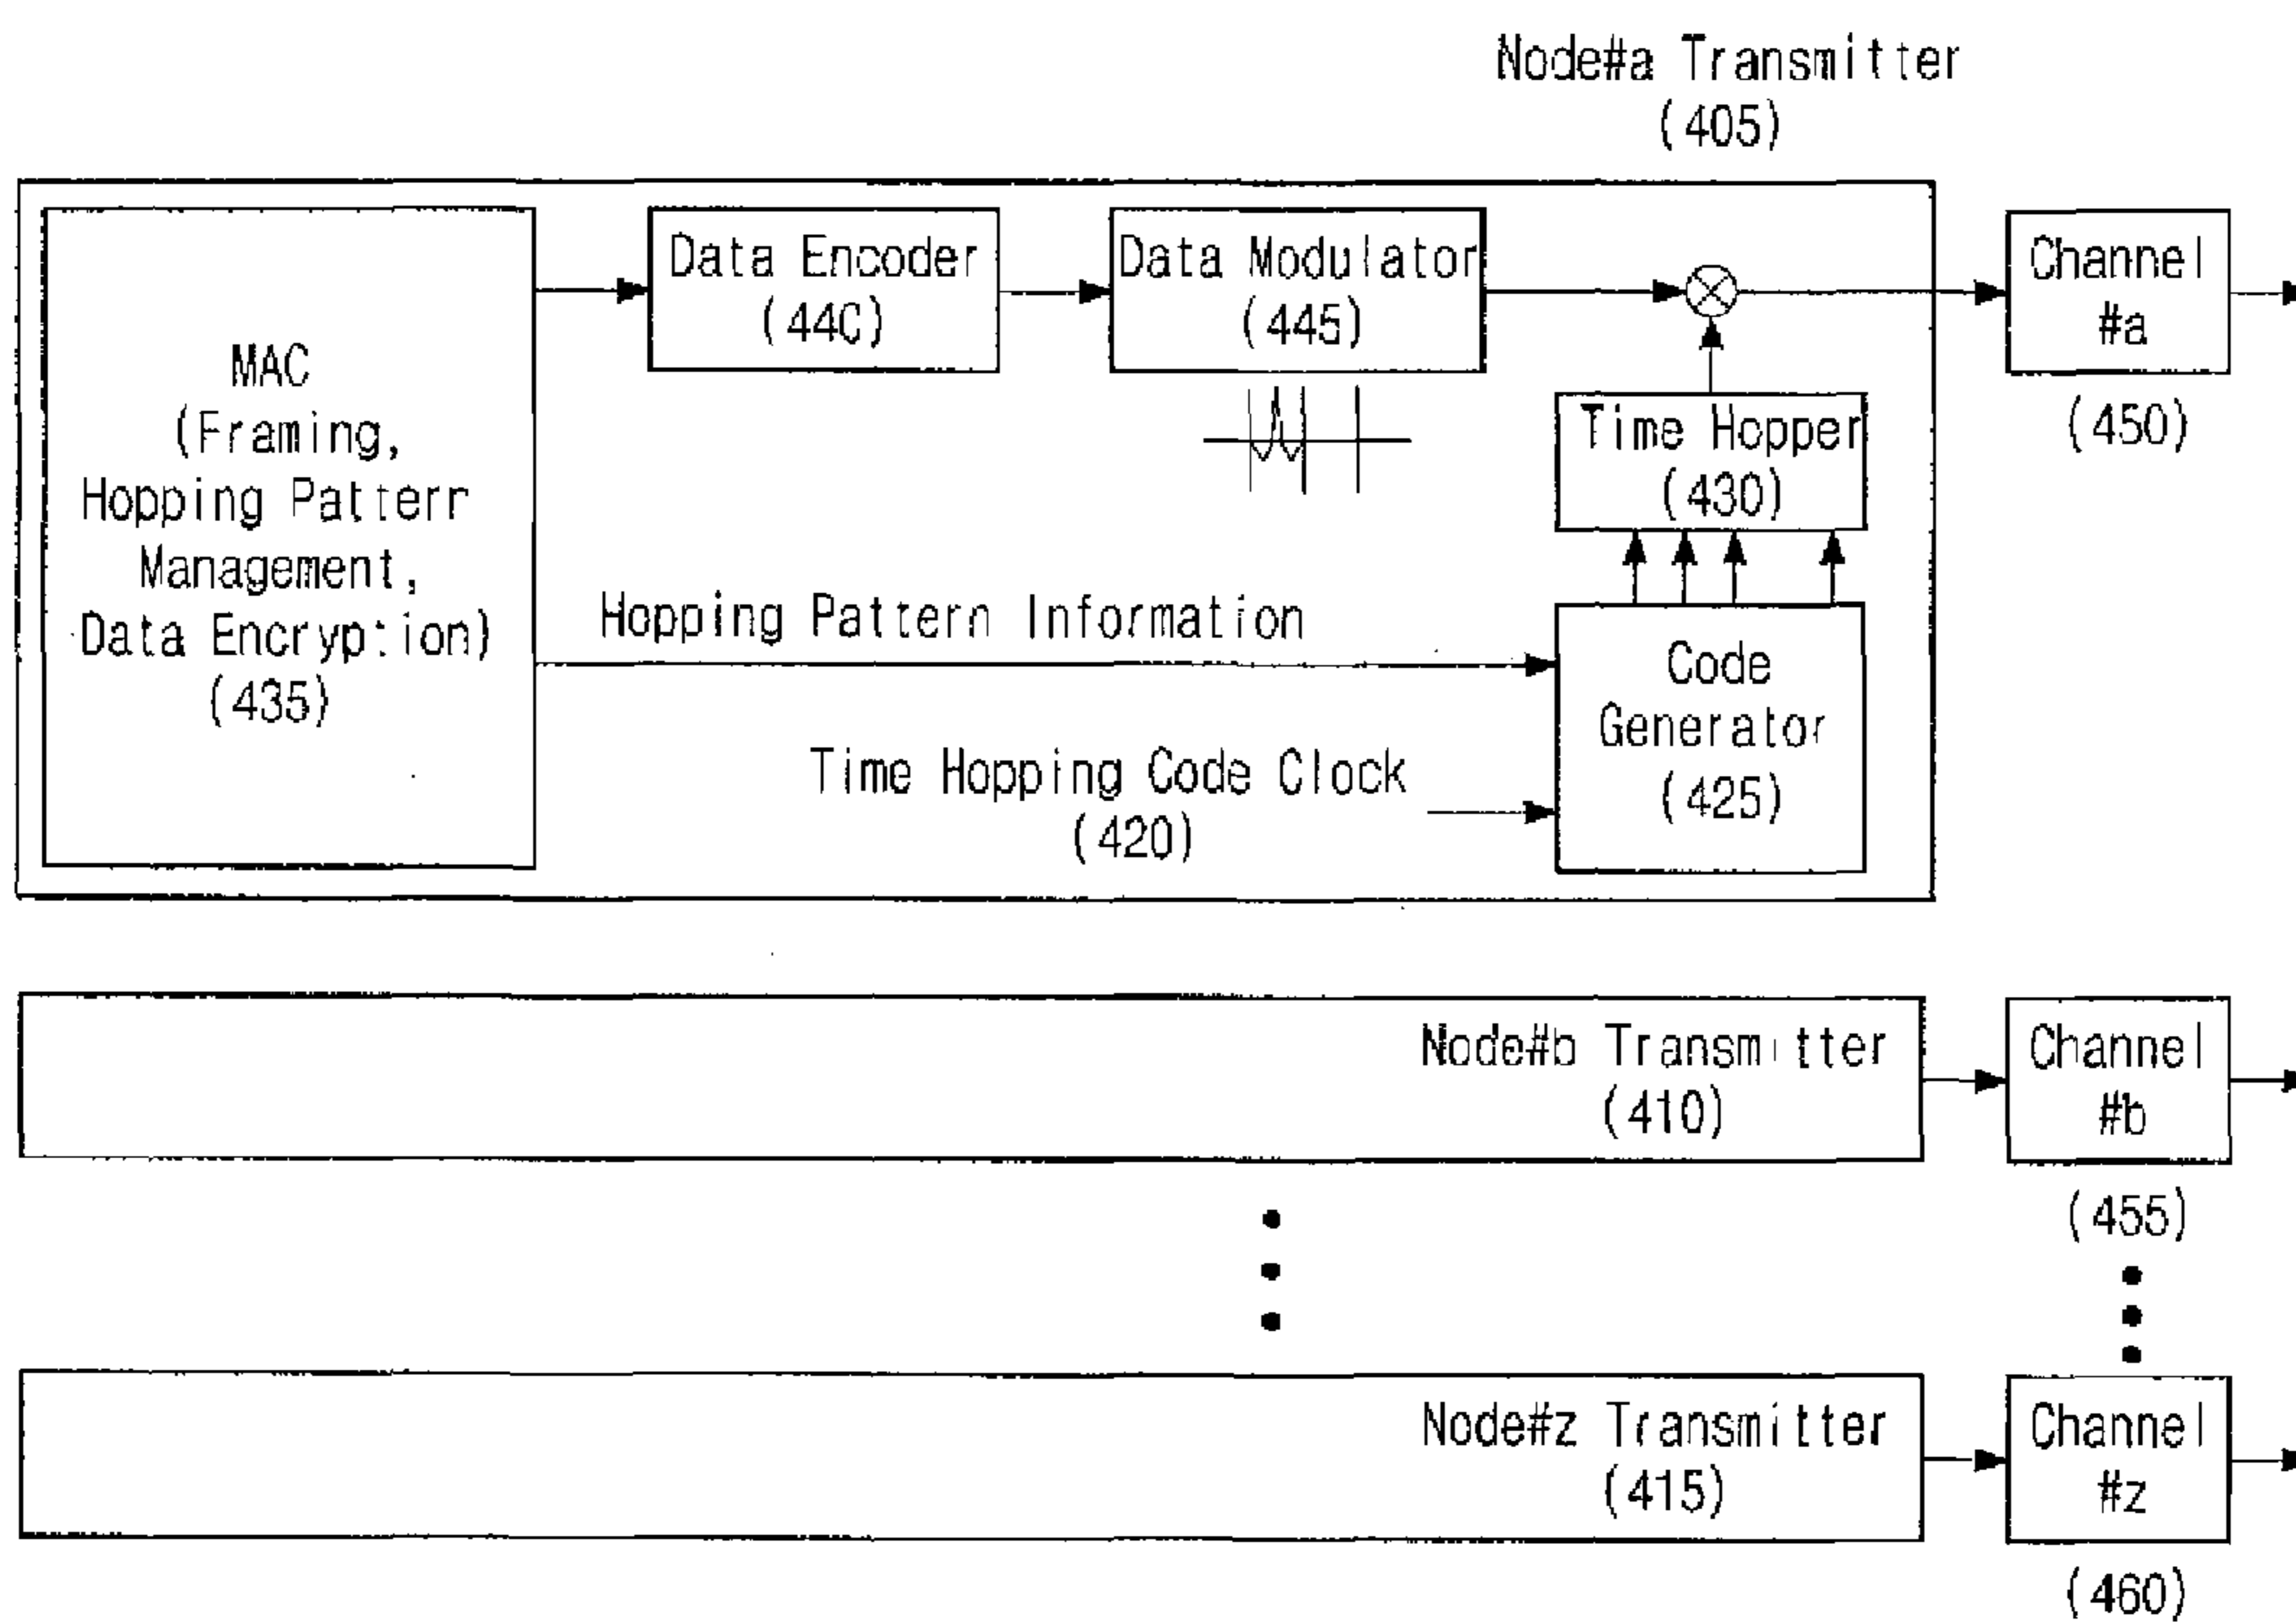 Node#a Transmitter
(405)
MAC
(Framing,
Hopping Pattern
Management,
Data Encryption)
(435)
Data Encoder
(440)
Data Modulator
(445)
Time Hopper
(430)
Hopping Pattern Information
Time Hopping Code Clock
(420)
Code
Generator
(425)
Channel
#a
(450)
Node#b Transmitter
(410)
Channel
#b
(455)
Node#z Transmitter
(415)
Channel
#z
(460)